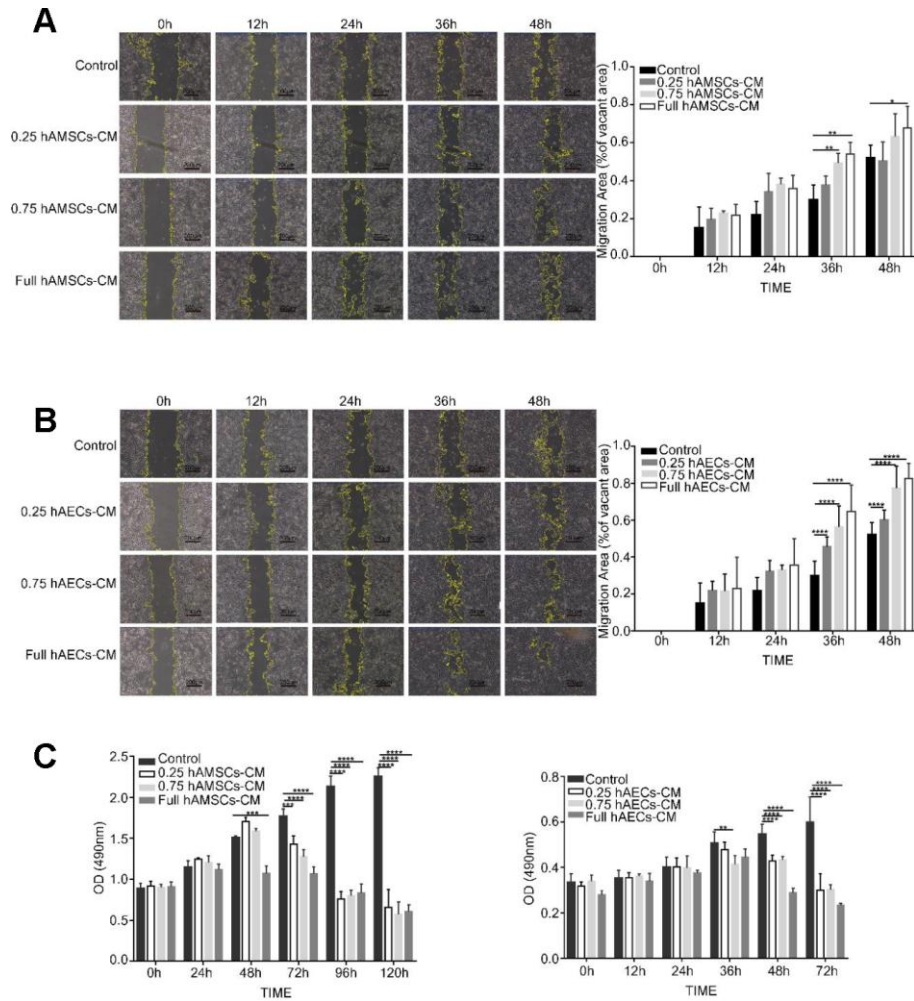 A
0h 12h 24h 36h 48h
Control
0.25 hAMSCs-CM
0.75 hAMSCs-CM
Full hAMSCs-CM
Migration Area (%of vacant area)
1.0
0.8
0.6
0.4
0.2
0.0
Control
0.25 hAMSCs-CM
0.75 hAMSCs-CM
Full hAMSCs-CM
**
**
*
0h 12h 24h 36h 48h
TIME
B
0h 12h 24h 36h 48h
Control
0.25 hAECs-CM
0.75 hAECs-CM
Full hAECs-CM
Migration Area (%of vacant area)
1.0
0.8
0.6
0.4
0.2
0.0
Control
0.25 hAECs-CM
0.75 hAECs-CM
Full hAECs-CM
****
****
****
****
****
****
0h 12h 24h 36h 48h
TIME
C
OD (490nm)
2.5
2.0
1.5
1.0
0.5
0.0
Control
0.25 hAMSCs-CM
0.75 hAMSCs-CM
Full hAMSCs-CM
***
****
****
***
****
****
****
****
****
****
0h 24h 48h 72h 96h 120h
TIME
OD (490nm)
0.8
0.6
0.4
0.2
0.0
Control
0.25 hAECs-CM
0.75 hAECs-CM
Full hAECs-CM
**
****
****
****
****
****
0h 12h 24h 36h 48h 72h
TIME